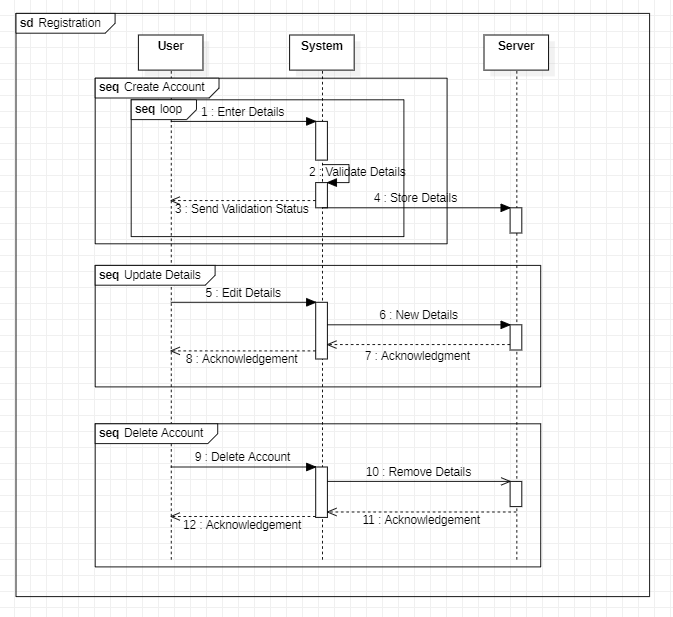 sd Registration
User
System
Server
seq Create Account
seq loop
1 : Enter Details
2 : Validate Details
3 : Send Validation Status
4 : Store Details
seq Update Details
5 : Edit Details
6 : New Details
7 : Acknowledgment
8 : Acknowledgement
seq Delete Account
9 : Delete Account
10 : Remove Details
11 : Acknowledgement
12 : Acknowledgement